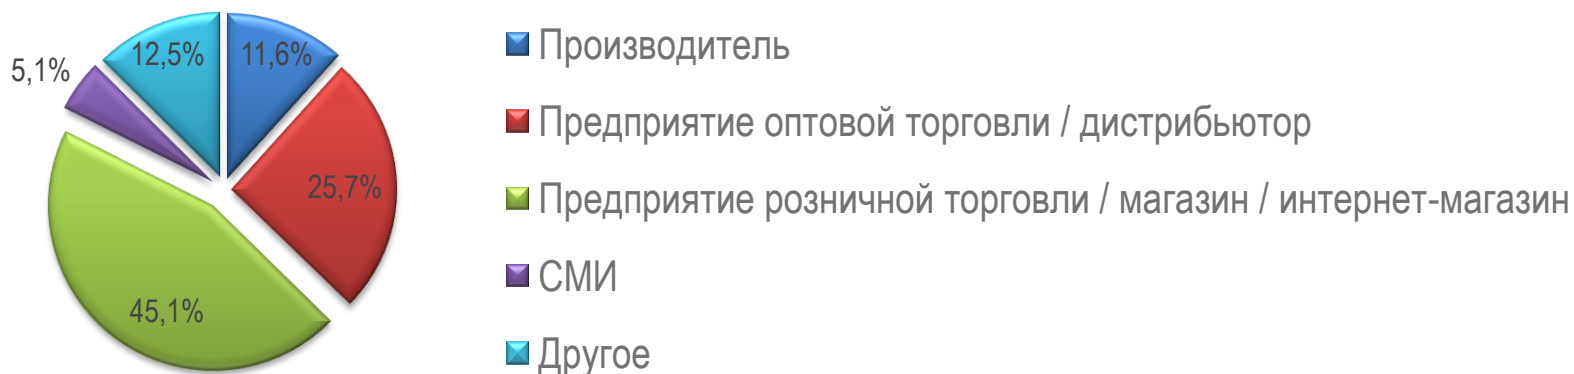 12,5%
11,6%
5,1%
25,7%
45,1%
Производитель
Предприятие оптовой торговли / дистрибьютор
Предприятие розничной торговли / магазин / интернет-магазин
СМИ
Другое